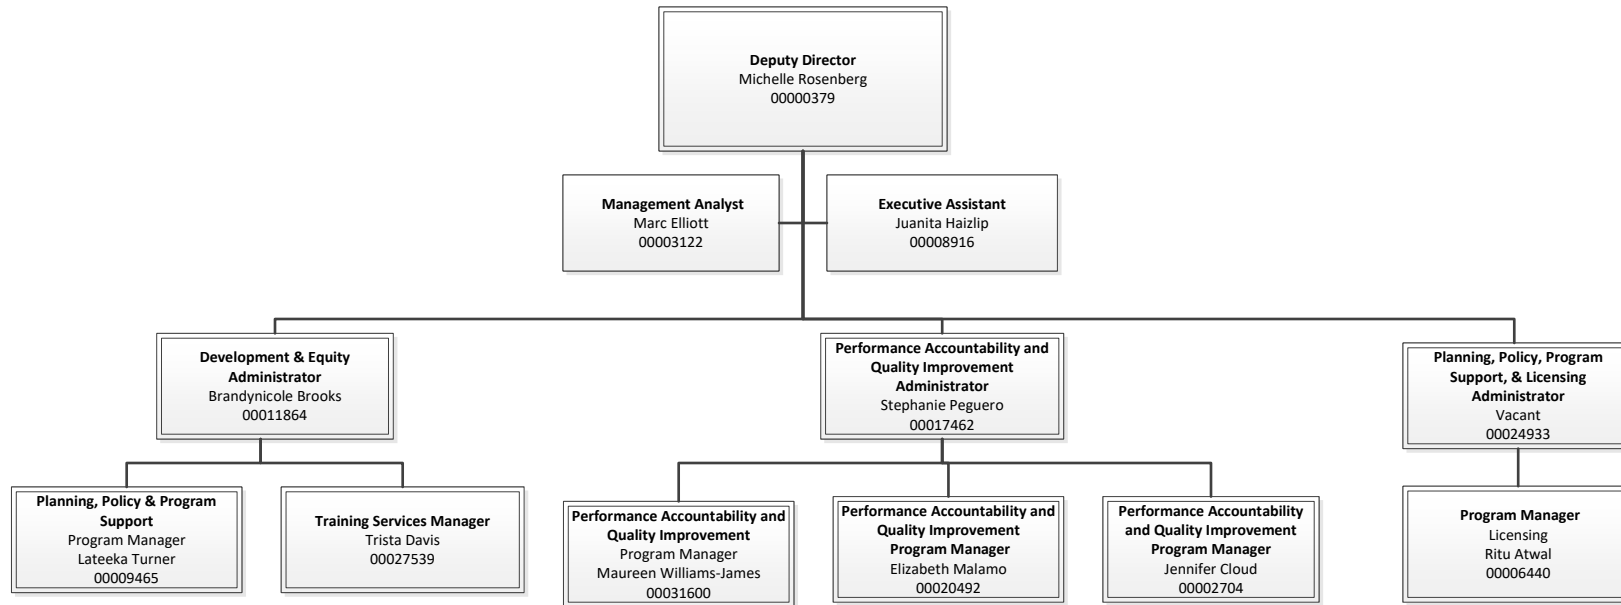 Deputy Director
Michelle Rosenberg
00000379
Management Analyst
Marc Elliott
00003122
Executive Assistant
Juanita Haizlip
00008916
Development & Equity
Administrator
Brandynicole Brooks
00011864
Performance Accountability and
Quality Improvement
Administrator
Stephanie Peguero
00017462
Planning, Policy, Program
Support, & Licensing
Administrator
Vacant
00024933
Planning, Policy & Program
Support
Program Manager
Lateeka Turner
00009465
Training Services Manager
Trista Davis
00027539
Performance Accountability and
Quality Improvement
Program Manager
Maureen Williams-James
00031600
Performance Accountability and
Quality Improvement
Program Manager
Elizabeth Malamo
00020492
Performance Accountability
and Quality Improvement
Program Manager
Jennifer Cloud
00002704
Program Manager
Licensing
Ritu Atwal
00006440